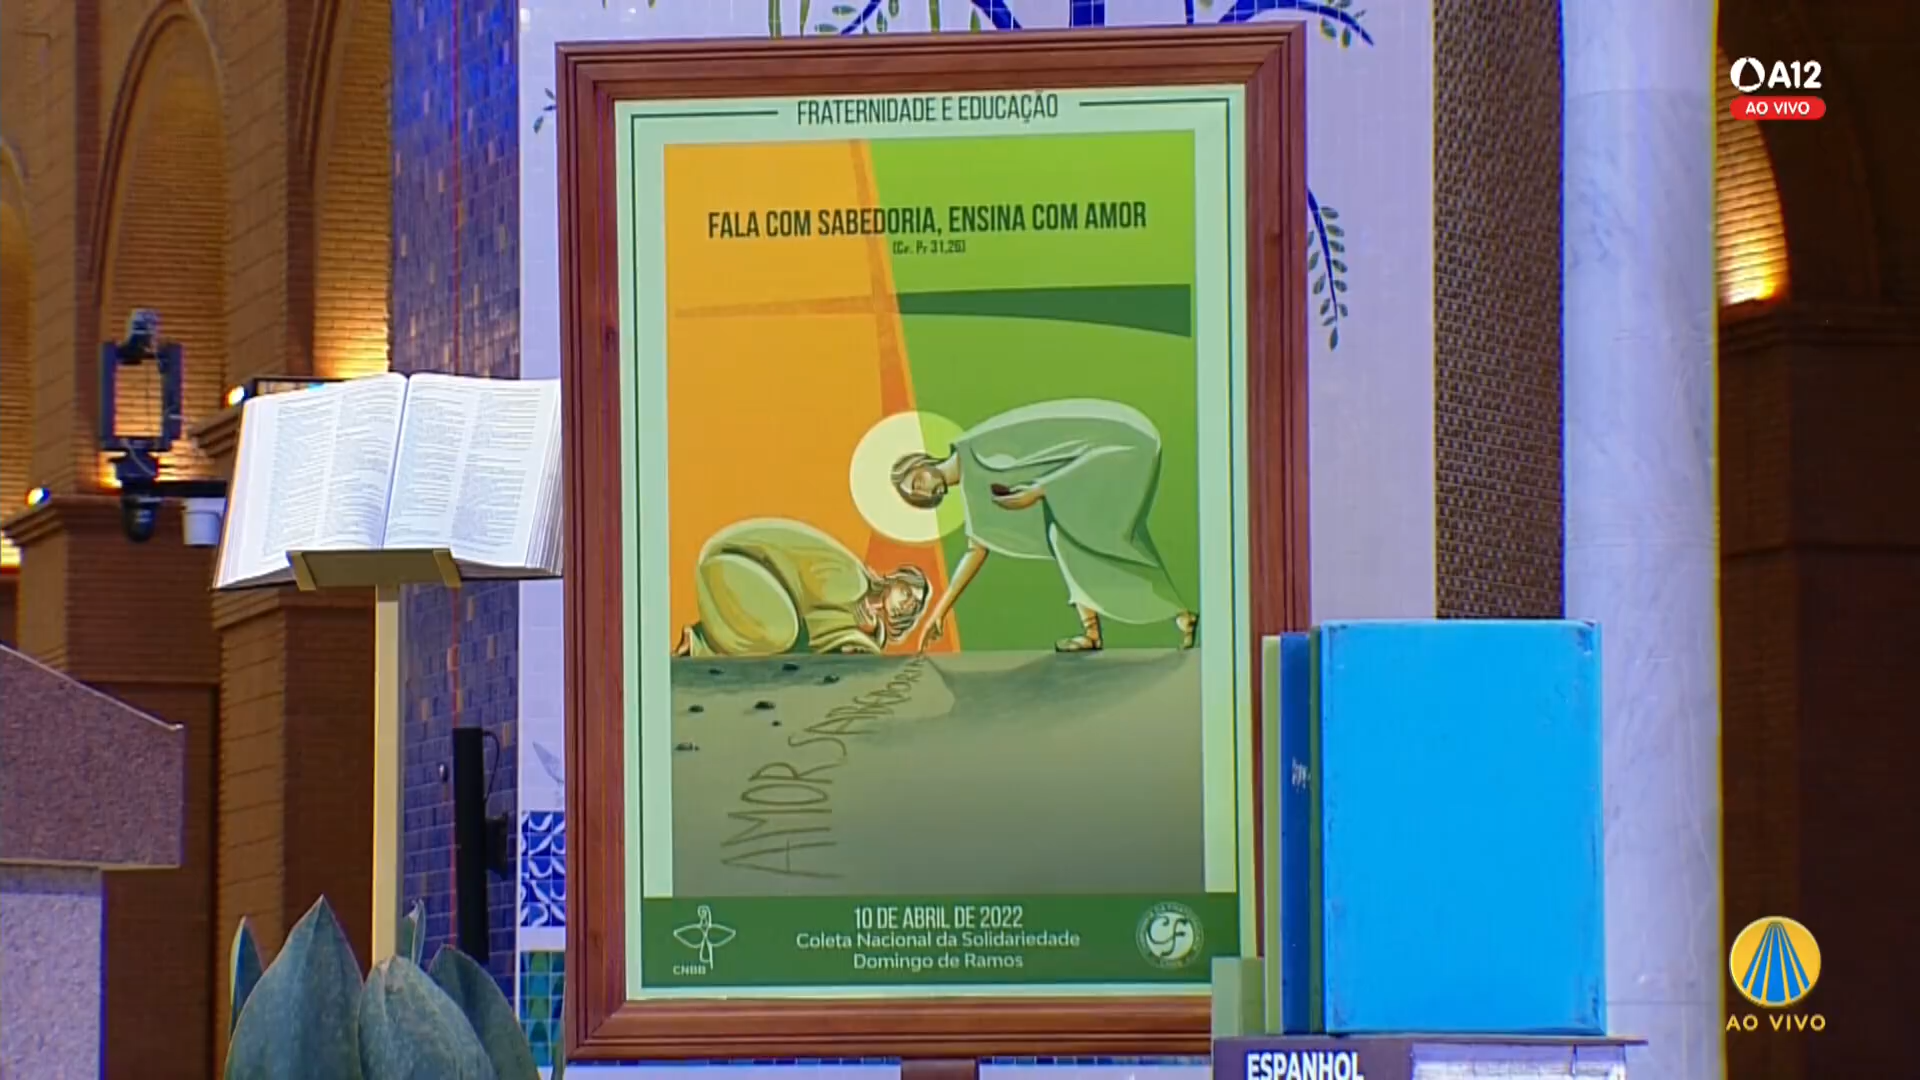 A12
AO VIVO
FRATERNIDADE E EDUCAÇÃO
FALA COM SABEDORIA, ENSINA COM AMOR
(Cf. Pr 31,26)
AMOR SABEDORIA
10 DE ABRIL DE 2022
Coleta Nacional da Solidariedade
Domingo de Ramos
CNBB
CF
AO VIVO
ESPANHOL